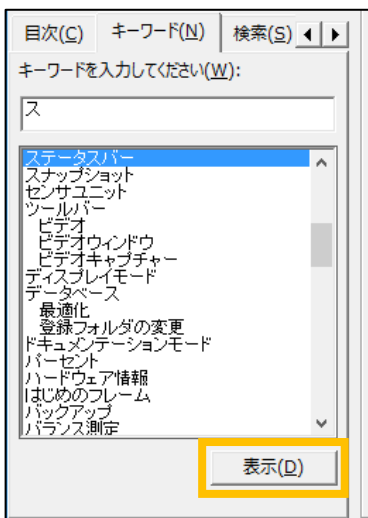 目次(C) キーワード(N) 検索(S)
キーワードを入力してください(W):
ス
ステータスバー
スナップショット
センサユニット
ツールバー
ビデオ
ビデオウィンドウ
ビデオキャプチャー
ディスプレイモード
データベース
最適化
登録フォルダの変更
ドキュメンテーションモード
パーセント
ハードウェア情報
はじめのフレーム
バックアップ
バランス測定
表示(D)